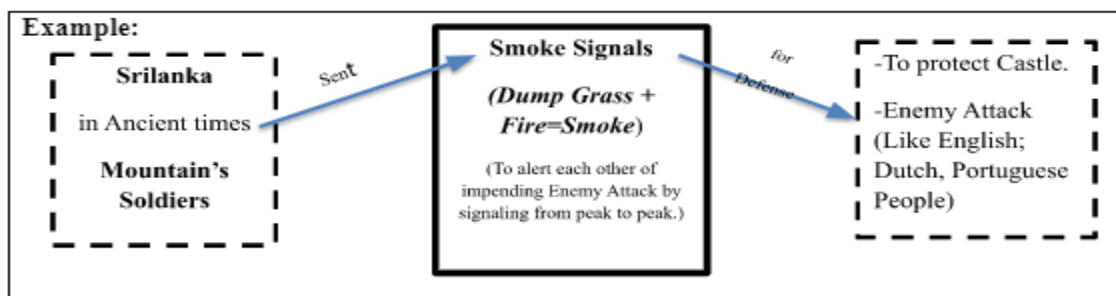 Example:
Srilanka
in Ancient times
Mountain's
Soldiers
Sent
Smoke Signals
(Dump Grass +
Fire=Smoke)
(To alert each other of
impending Enemy Attack by
signaling from peak to peak.)
for
Defense
-To protect Castle.
-Enemy Attack
(Like English;
Dutch, Portuguese
People)